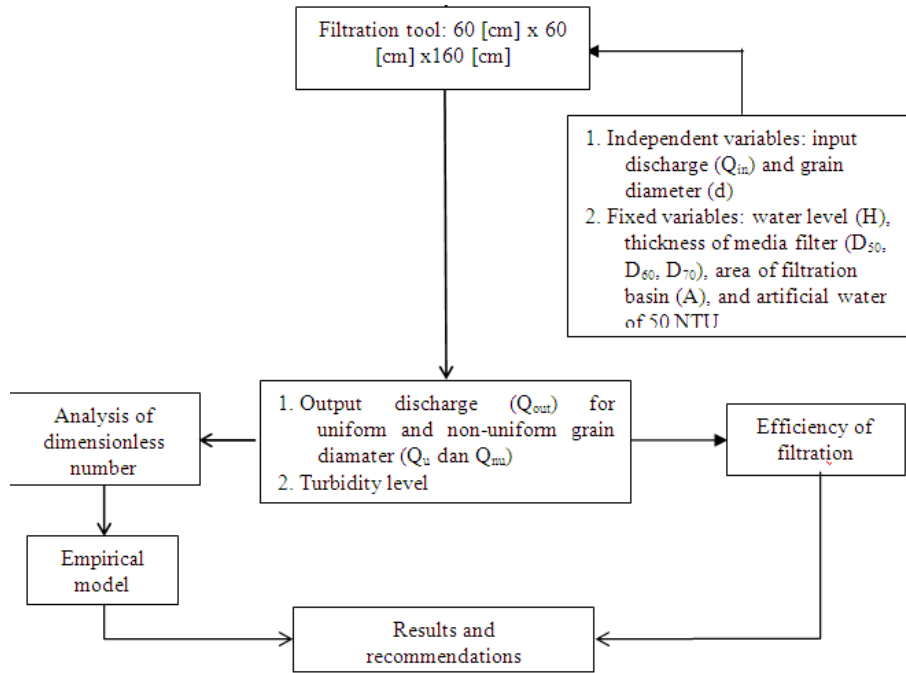 Filtration tool: 60 [cm] x 60
[cm] x160 [cm]
1. Independent variables: input
discharge (Qin) and grain
diameter (d)
2. Fixed variables: water level (H),
thickness of media filter (D50,
D60, D70), area of filtration
basin (A), and artificial water
of 50 NTU
1. Output discharge (Qout) for
uniform and non-uniform grain
diamater (Qu dan Qnu)
2. Turbidity level
Analysis of
dimensionless
number
Efficiency of
filtration
Empirical
model
Results and
recommendations